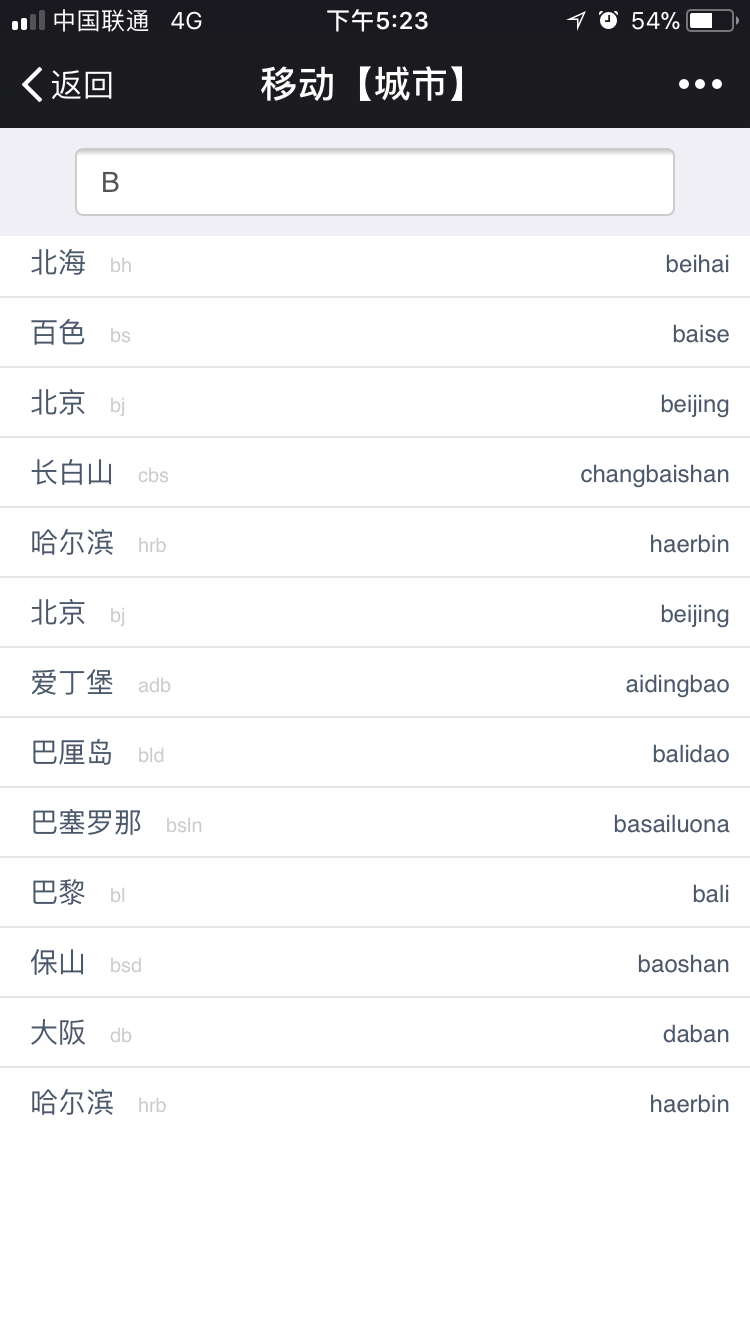 中国联通 4G 下午5:23 54%
返回 移动【城市】
B
北海 bh beihai
百色 bs baise
北京 bj beijing
长白山 cbs changbaishan
哈尔滨 hrb haerbin
北京 bj beijing
爱丁堡 adb aidingbao
巴厘岛 bld balidao
巴塞罗那 bsln basailuona
巴黎 bl bali
保山 bsd baoshan
大阪 db daban
哈尔滨 hrb haerbin